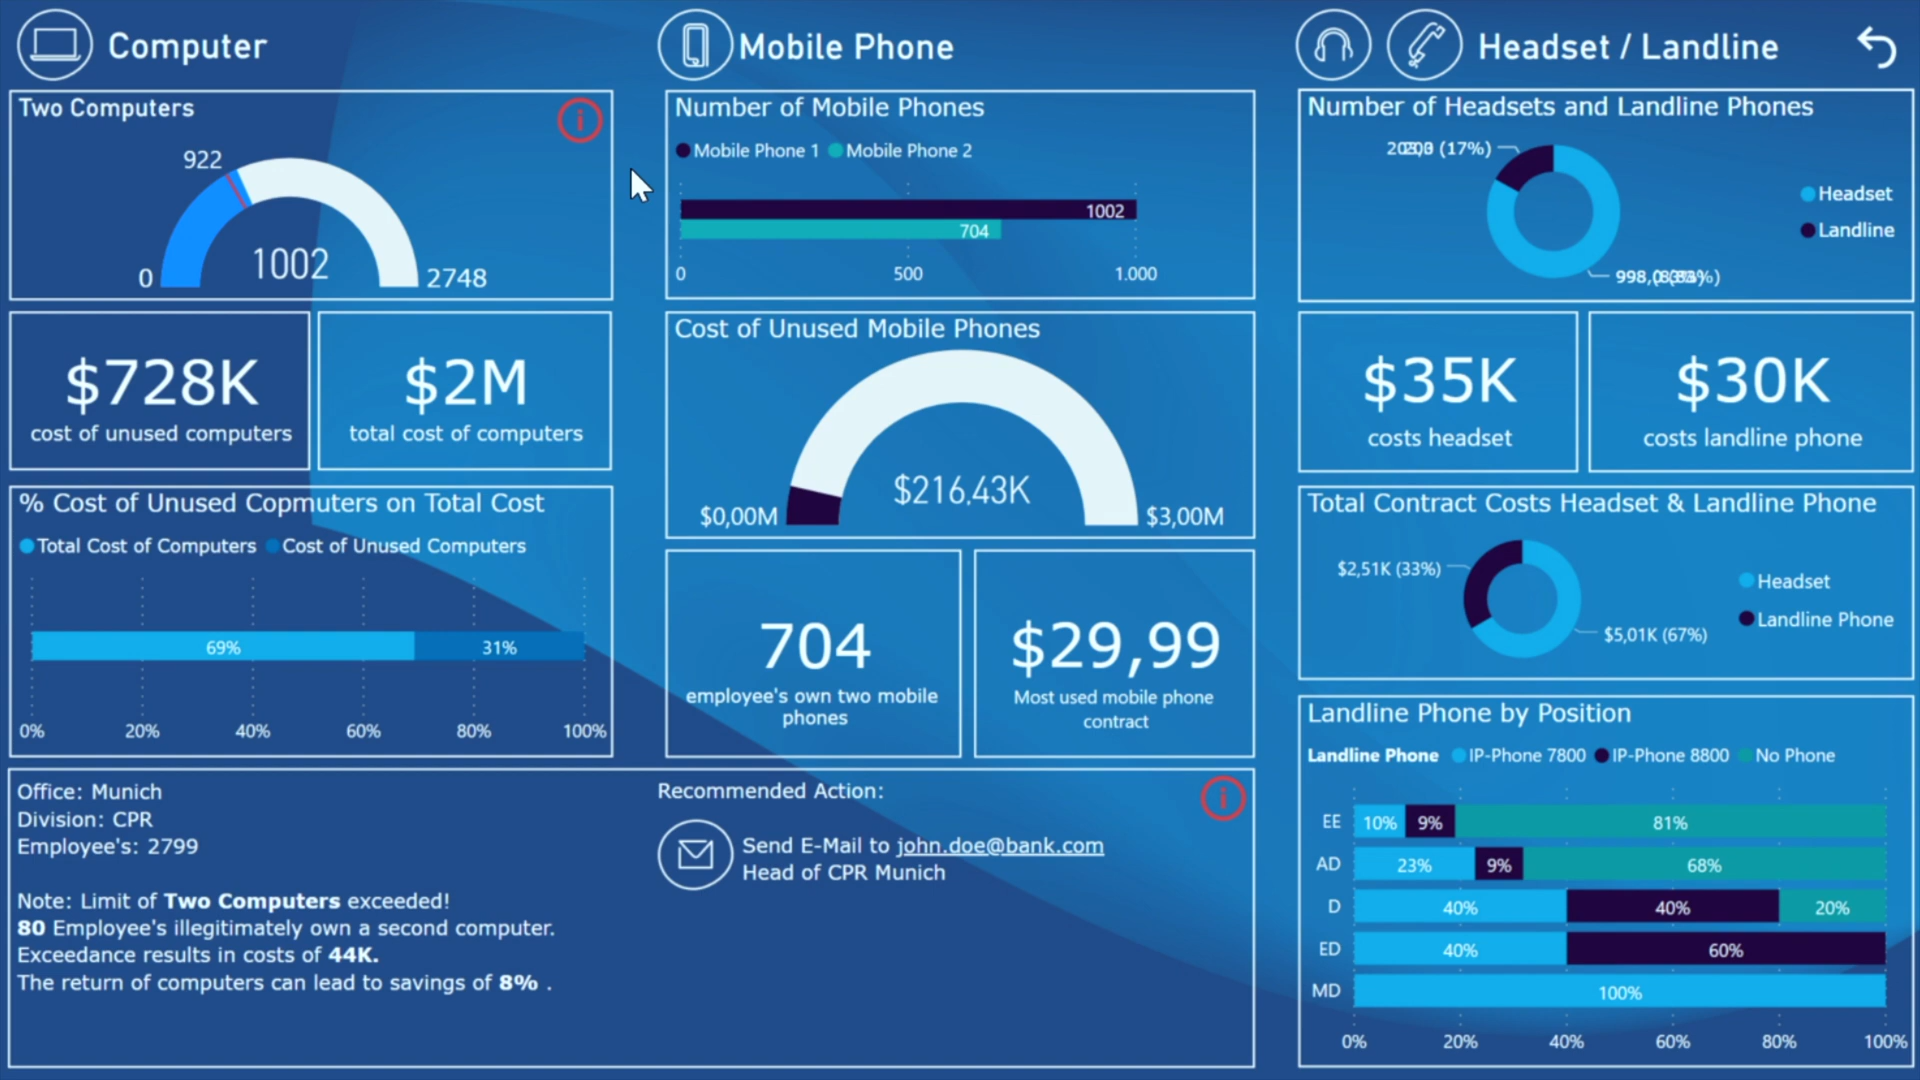 Computer
Two Computers
i
922
0
1002
2748
$728K
cost of unused computers
$2M
total cost of computers
% Cost of Unused Copmuters on Total Cost
Total Cost of Computers Cost of Unused Computers
69% 31%
0% 20% 40% 60% 80% 100%
Office: Munich
Division: CPR
Employee's: 2799
Note: Limit of Two Computers exceeded!
80 Employee's illegitimately own a second computer.
Exceedance results in costs of 44K.
The return of computers can lead to savings of 8% .
Mobile Phone
Number of Mobile Phones
Mobile Phone 1 Mobile Phone 2
1002
704
0 500 1.000
Cost of Unused Mobile Phones
$216,43K
$0,00M
$3,00M
704
employee's own two mobile
phones
$29,99
Most used mobile phone
contract
Recommended Action:
i
Send E-Mail to john.doe@bank.com
Head of CPR Munich
Headset / Landline
Number of Headsets and Landline Phones
(17%)
Headset
Landline
$35K
costs headset
$30K
costs landline phone
Total Contract Costs Headset & Landline Phone
$2,51K (33%)
Headset
Landline Phone
$5,01K (67%)
Landline Phone by Position
Landline Phone IP-Phone 7800 IP-Phone 8800 No Phone
EE 10% 9% 81%
AD 23% 9% 68%
D 40% 40% 20%
ED 40% 60%
MD 100%
0% 20% 40% 60% 80% 100%